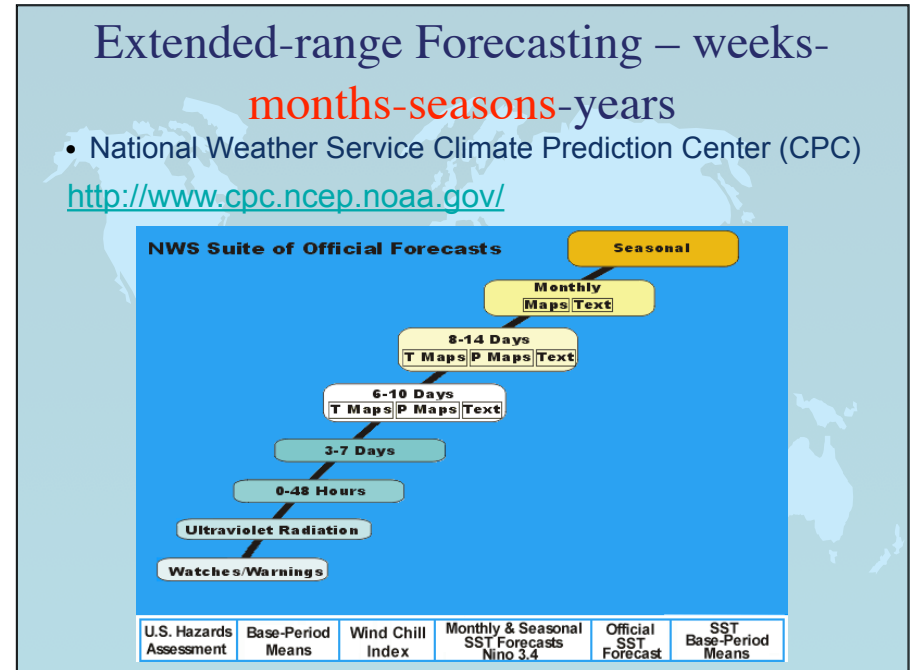 Extended-range Forecasting – weeks-
months-seasons-years
• National Weather Service Climate Prediction Center (CPC)
http://www.cpc.ncep.noaa.gov/
NWS Suite of Official Forecasts
Seasonal
Monthly
Maps Text
8-14 Days
T Maps P Maps Text
6-10 Days
T Maps P Maps Text
3-7 Days
0-48 Hours
Ultraviolet Radiation
Watches/Warnings
U.S. Hazards
Assessment
Base-Period
Means
Wind Chill
Index
Monthly & Seasonal
SST Forecasts
Nino 3.4
Official
SST
Forecast
SST
Base-Period
Means